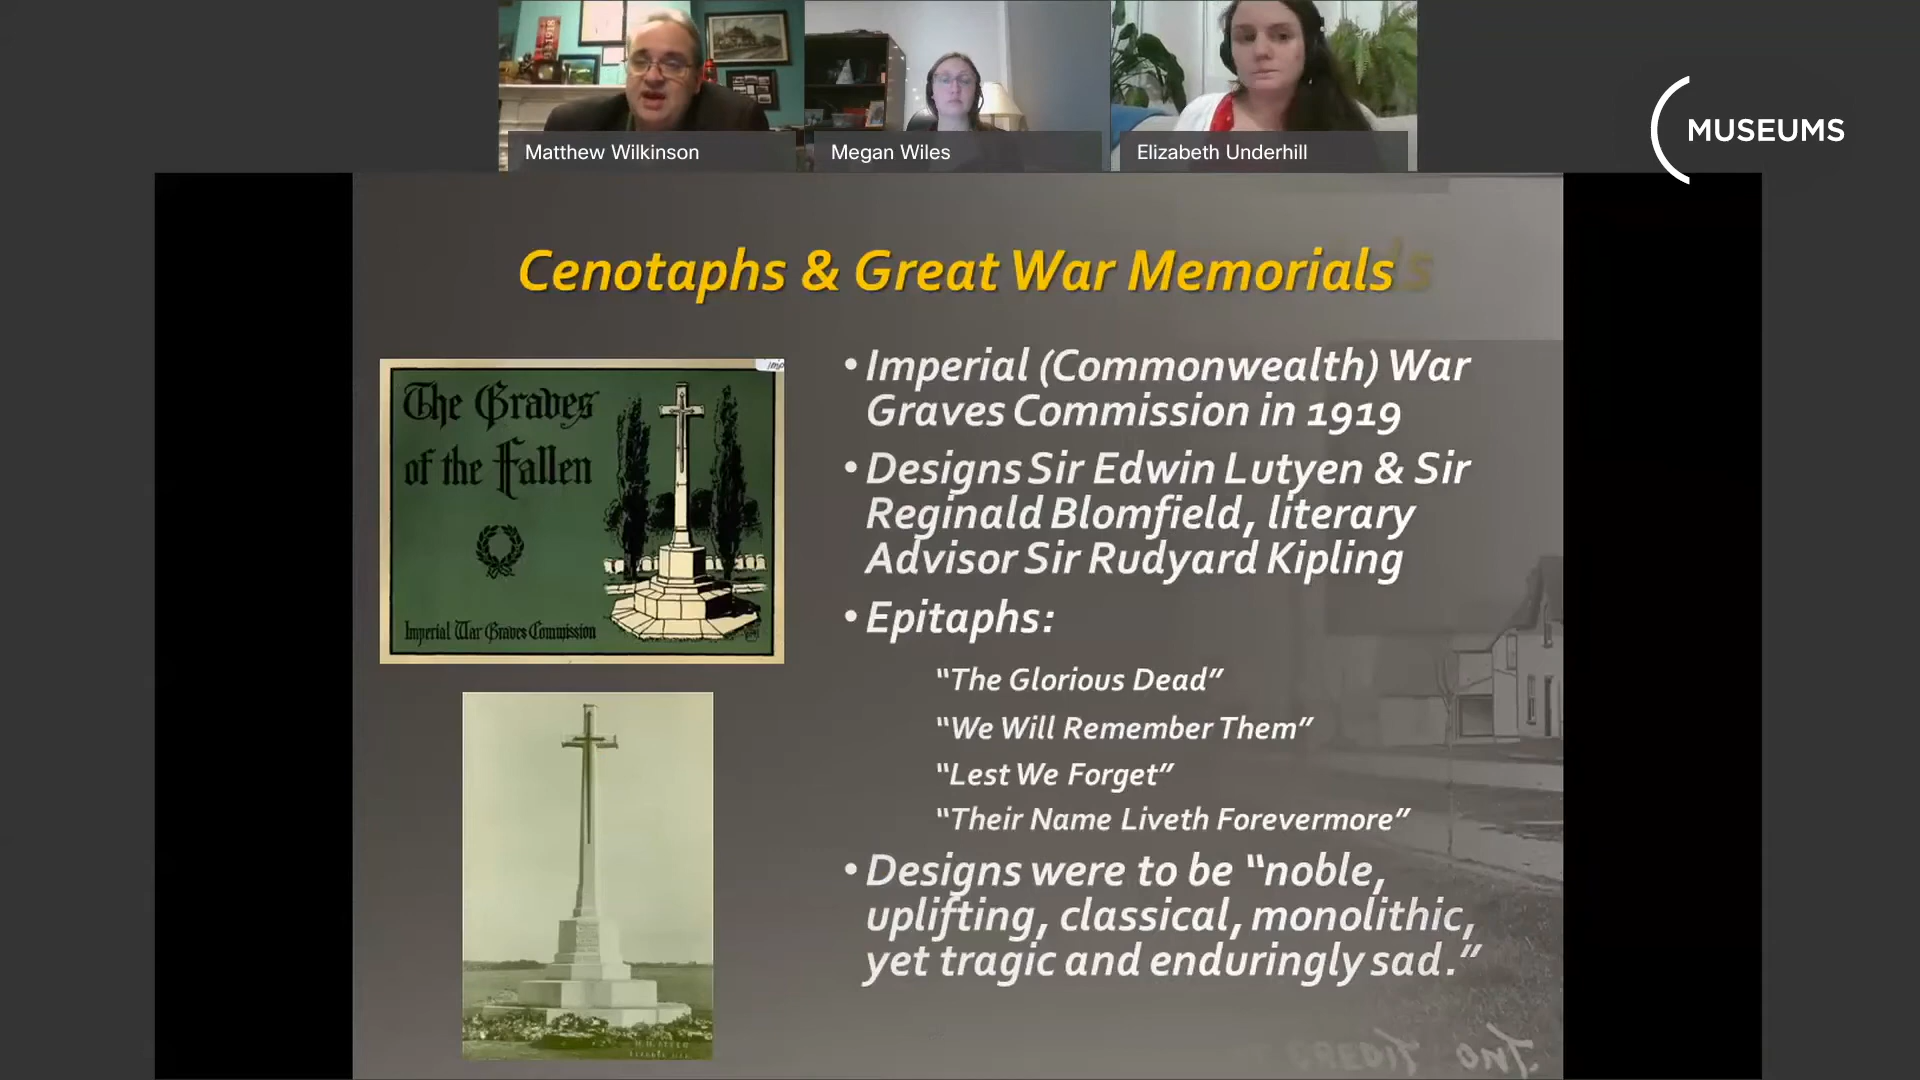 Matthew Wilkinson
Megan Wiles
Elizabeth Underhill
MUSEUMS
Cenotaphs & Great War Memorials
The Graves
of the Fallen
Imperial War Graves Commission
• Imperial (Commonwealth) War
Graves Commission in 1919
• Designs Sir Edwin Lutyen & Sir
Reginald Blomfield, literary
Advisor Sir Rudyard Kipling
• Epitaphs:
“The Glorious Dead”
“We Will Remember Them”
“Lest We Forget”
“Their Name Liveth Forevermore”
• Designs were to be “noble,
uplifting, classical, monolithic,
yet tragic and enduringly sad.”
CREDIT ONT.